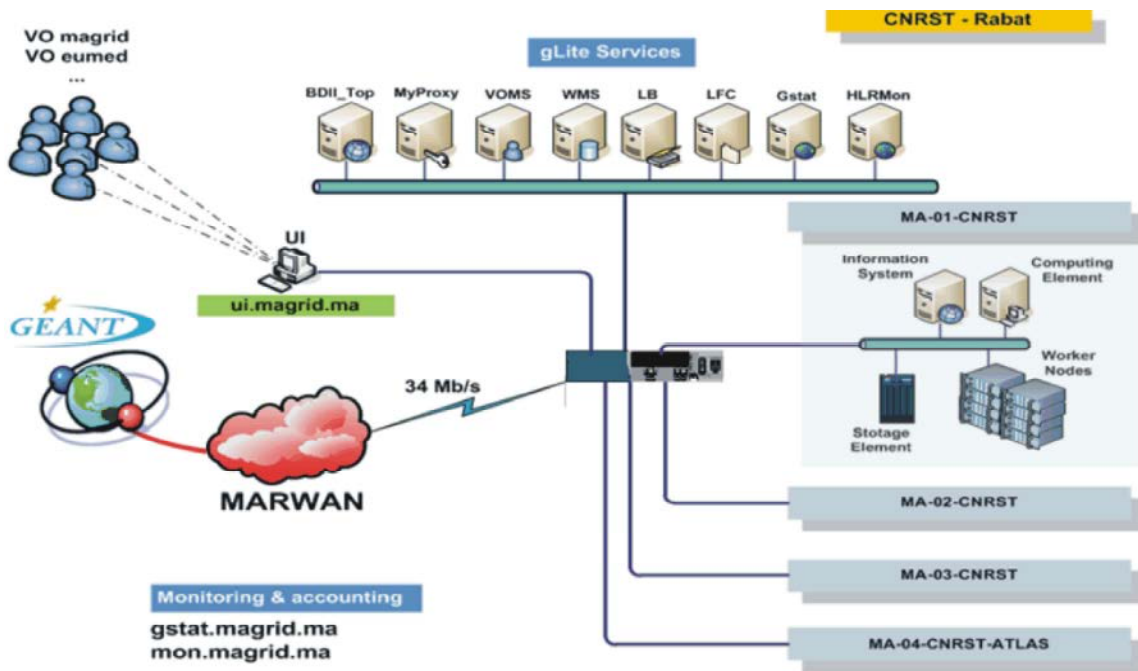 CNRST - Rabat
VO magrid
VO eumed
...
gLite Services
BDII_Top MyProxy VOMS WMS LB LFC Gstat HLRMon
MA-01-CNRST
Information
System
Computing
Element
UI
ui.magrid.ma
GEANT
34 Mb/s
Worker
Nodes
Stotage
Element
MARWAN
MA-02-CNRST
MA-03-CNRST
Monitoring & accounting
gstat.magrid.ma
mon.magrid.ma
MA-04-CNRST-ATLAS